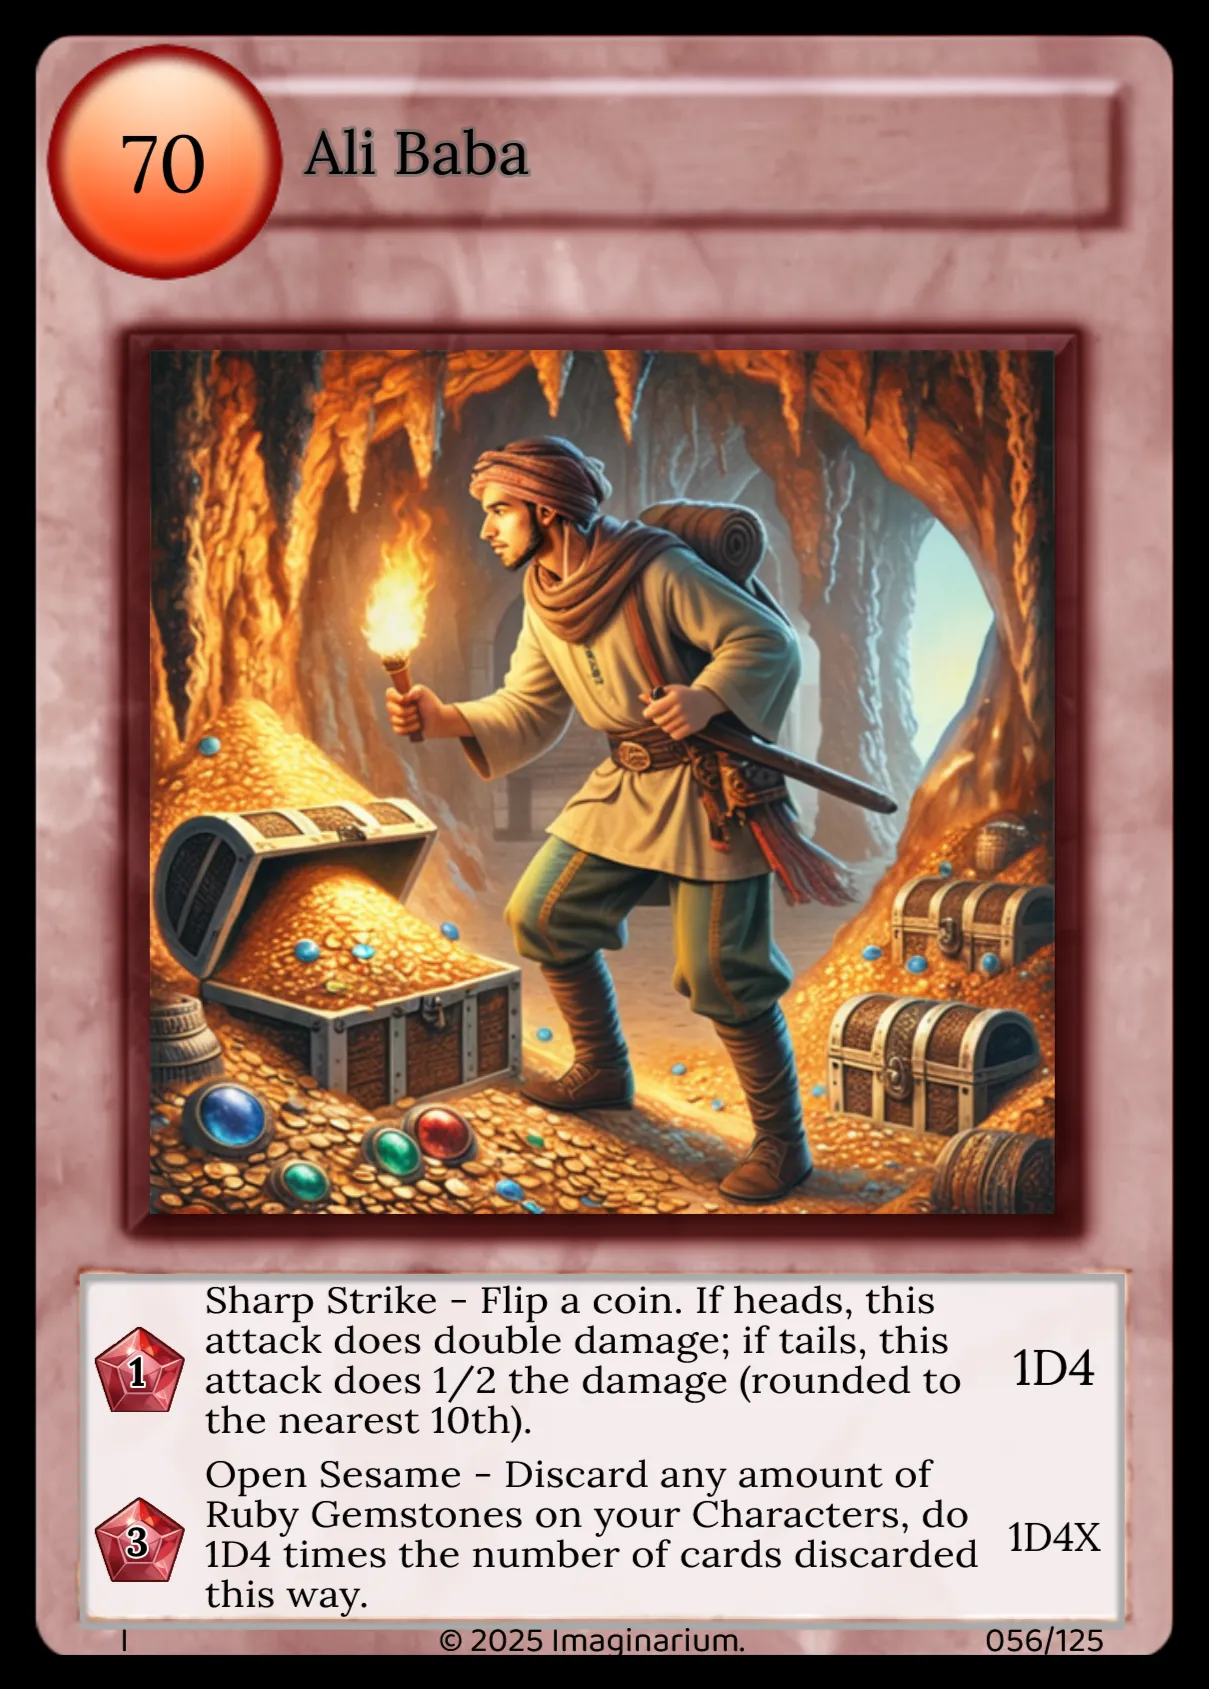 70
Ali Baba
Sharp Strike - Flip a coin. If heads, this
attack does double damage; if tails, this
attack does 1/2 the damage (rounded to
the nearest 10th).
1
1D4
Open Sesame - Discard any amount of
Ruby Gemstones on your Characters, do
1D4 times the number of cards discarded
this way.
3
1D4X
I
© 2025 Imaginarium.
056/125